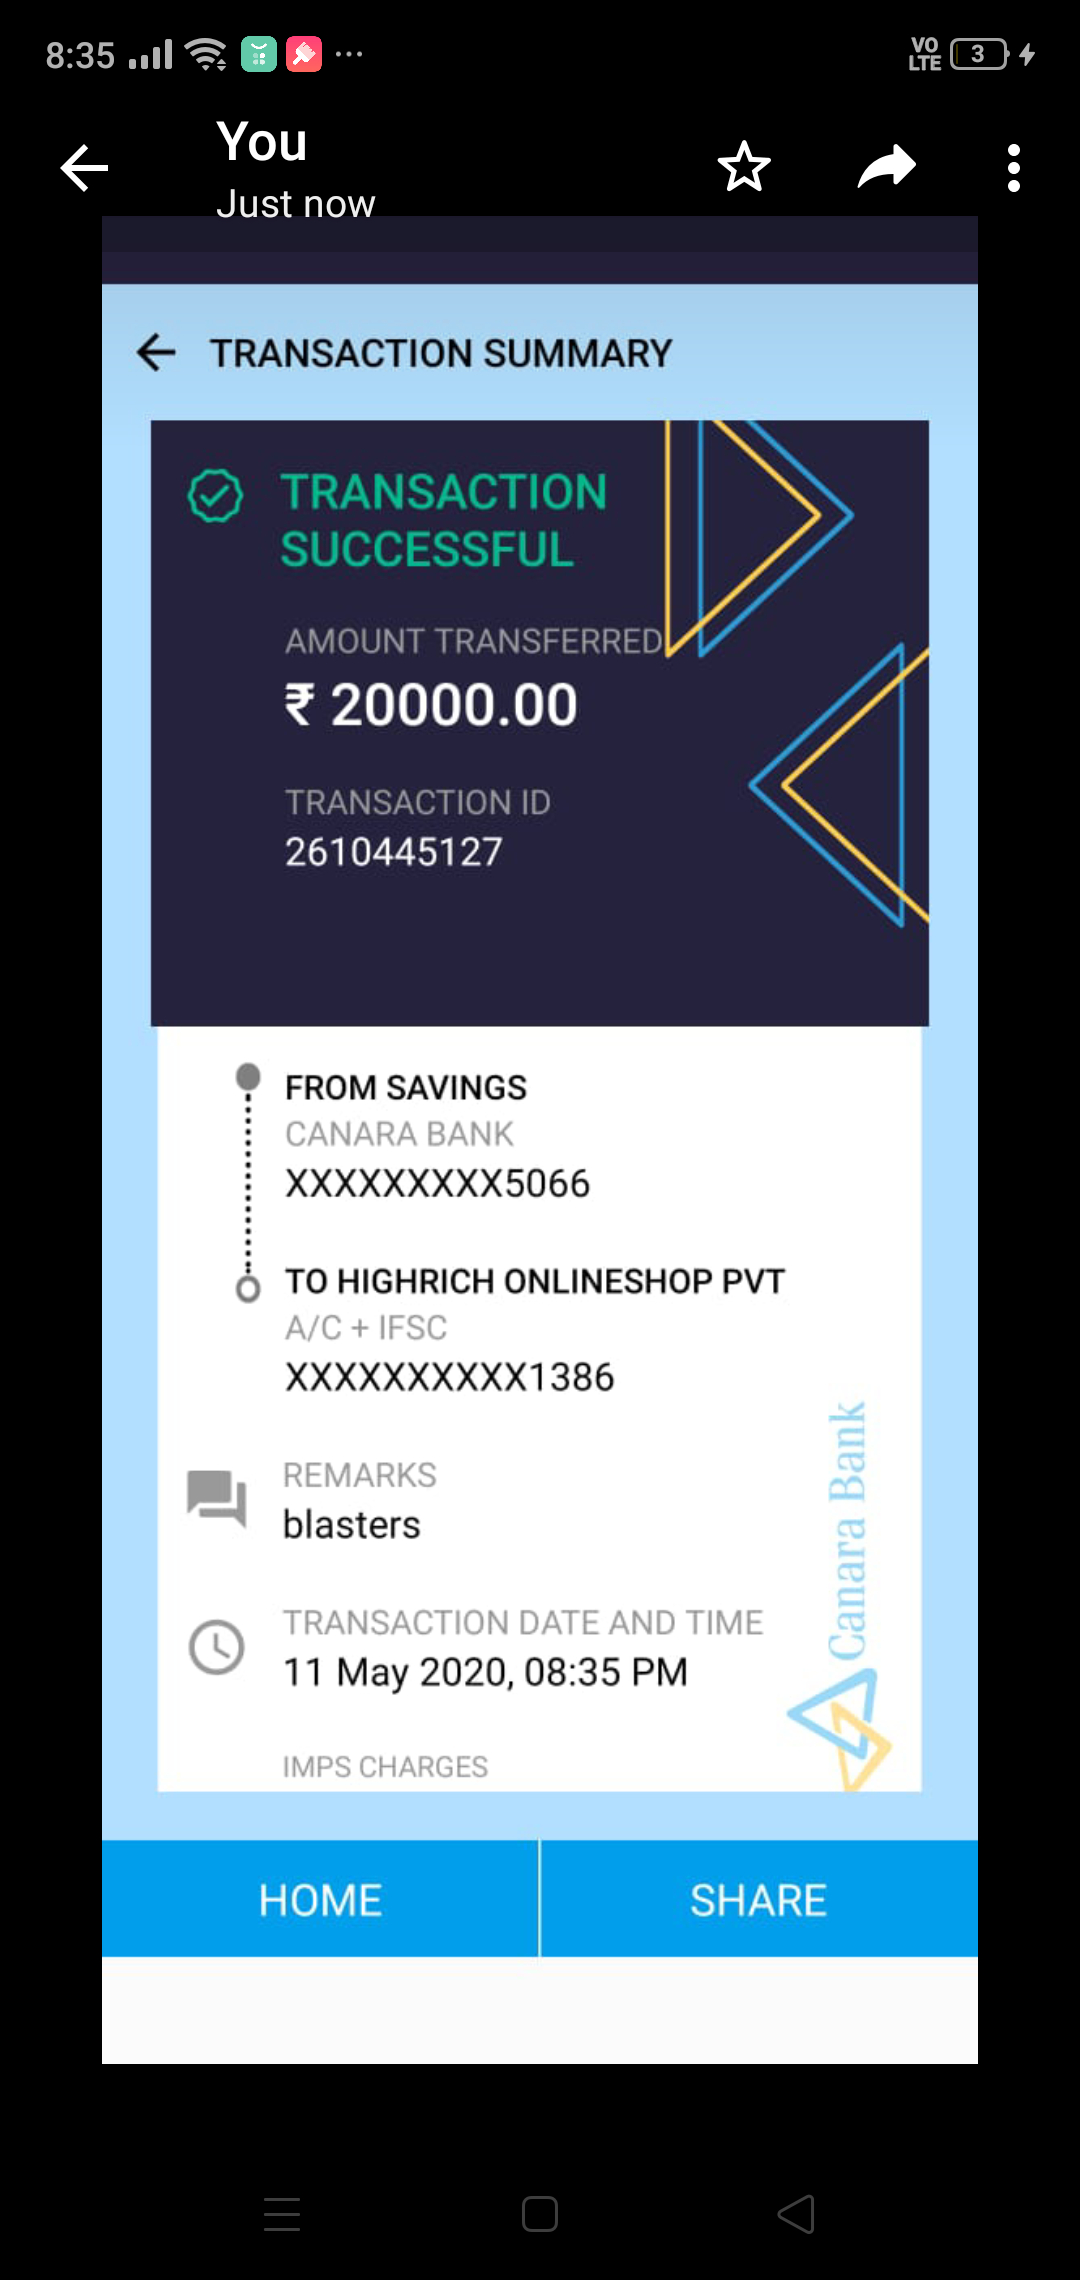 8:35
VO LTE
3
You
Just now
TRANSACTION SUMMARY
TRANSACTION
SUCCESSFUL
AMOUNT TRANSFERRED
₹ 20000.00
TRANSACTION ID
2610445127
FROM SAVINGS
CANARA BANK
XXXXXXXXX5066
TO HIGHRICH ONLINESHOP PVT
A/C + IFSC
XXXXXXXXXX1386
REMARKS
blasters
TRANSACTION DATE AND TIME
11 May 2020, 08:35 PM
IMPS CHARGES
Canara Bank
HOME
SHARE